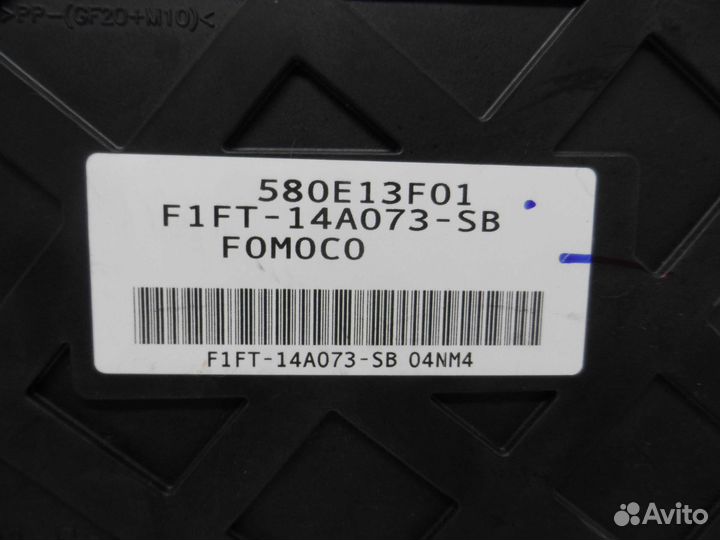 >PP-(GF20+M10)<
580E13F01
F1FT-14A073-SB
FOMOCO
F1FT-14A073-SB 04NM4
Avito